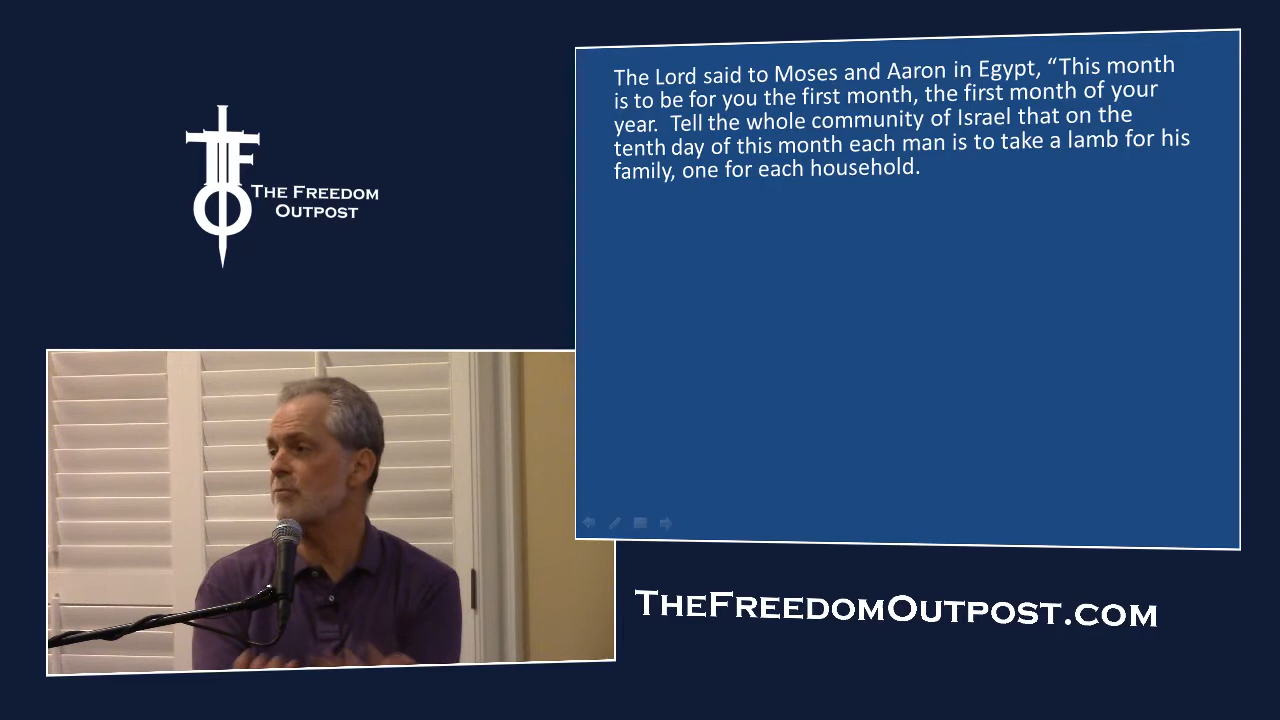 TFO
The Freedom
Outpost
The Lord said to Moses and Aaron in Egypt, “This month
is to be for you the first month, the first month of your
year.  Tell the whole community of Israel that on the
tenth day of this month each man is to take a lamb for his
family, one for each household.
TheFreedomOutpost.com